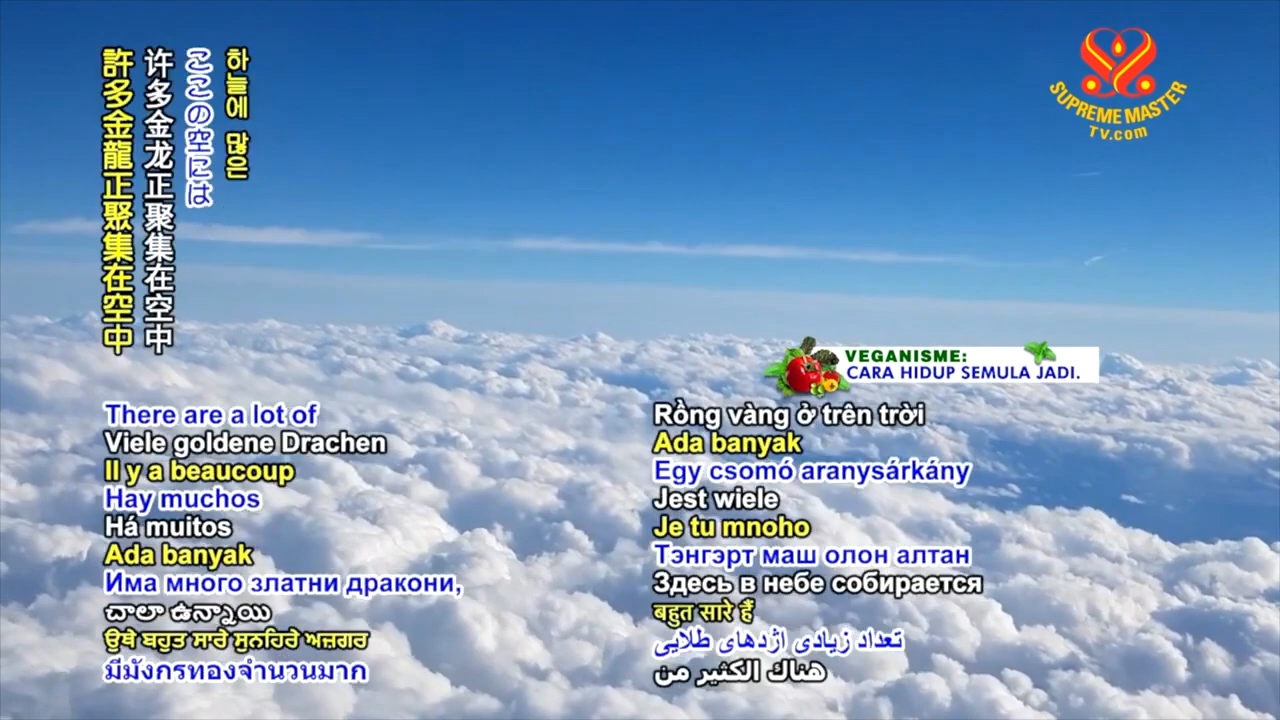 許多金龍正聚集在空中
许多金龙正聚集在空中
ここの空には
하늘에 많은
SUPREME MASTER
TV.com
VEGANISME:
CARA HIDUP SEMULA JADI.
There are a lot of
Viele goldene Drachen
Il y a beaucoup
Hay muchos
Há muitos
Ada banyak
Има много златни дракони,
చాలా ఉన్నాయి
ਉਥੇ ਬਹੁਤ ਸਾਰੇ ਸੁਨਹਿਰੇ ਅਜ਼ਗਰ
มีมังกรทองจำนวนมาก
Rồng vàng ở trên trời
Ada banyak
Egy csomó aranysárkány
Jest wiele
Je tu mnoho
Тэнгэрт маш олон алтан
Здесь в небе собирается
बहुत सारे हैं
تعداد زیادی اژدهای طلایی
هناك الكثير من